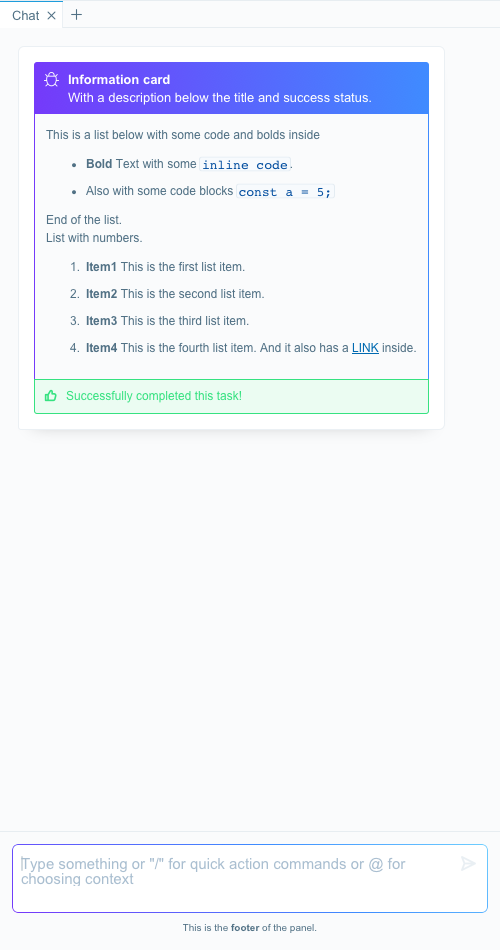 Chat
Information card
With a description below the title and success status.
This is a list below with some code and bolds inside
• Bold Text with some inline code.
• Also with some code blocks const a = 5;
End of the list.
List with numbers.
1. Item1 This is the first list item.
2. Item2 This is the second list item.
3. Item3 This is the third list item.
4. Item4 This is the fourth list item. And it also has a LINK inside.
Successfully completed this task!
Type something or "/" for quick action commands or @ for
choosing context
This is the footer of the panel.